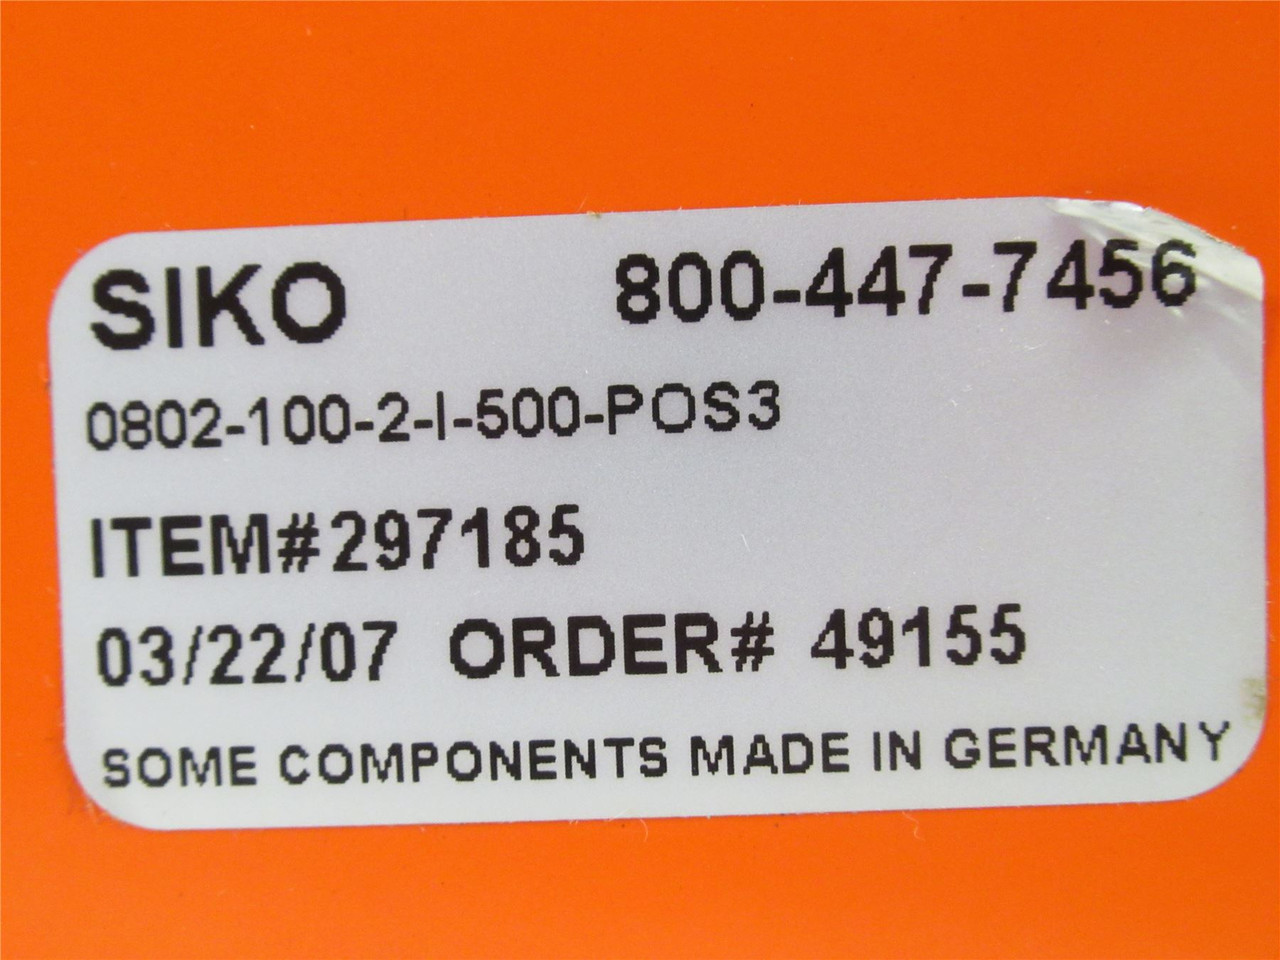 SIKO 800-447-7456
0802-100-2-I-500-POS3
ITEM#297185
03/22/07 ORDER# 49155
SOME COMPONENTS MADE IN GERMANY